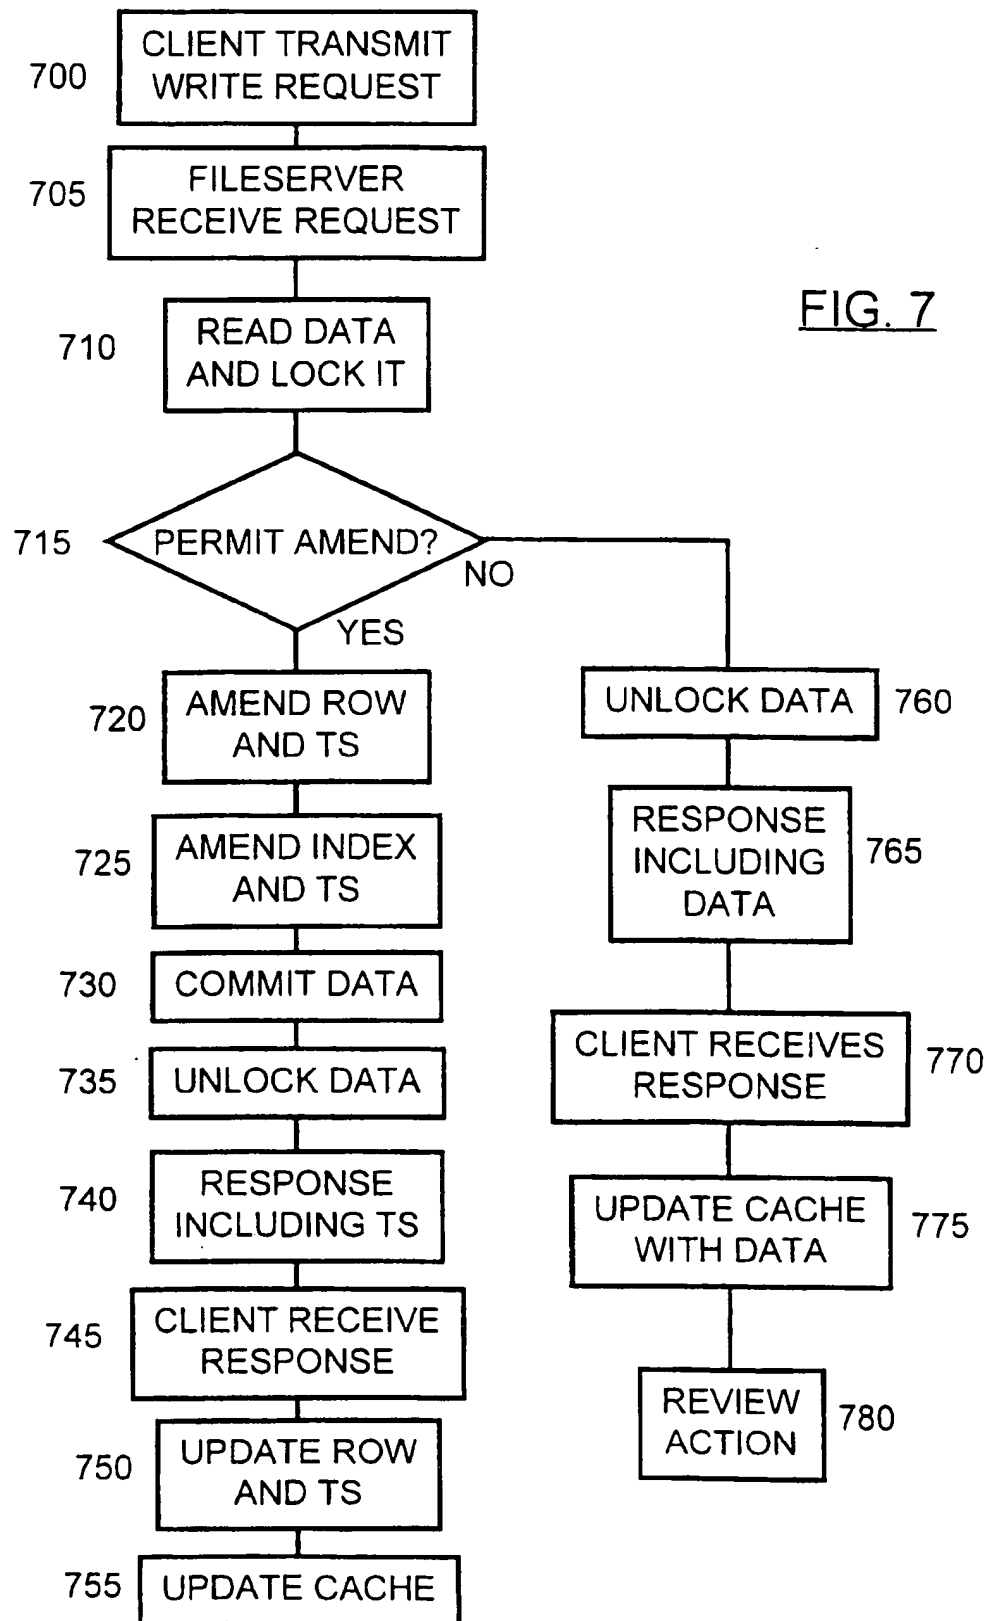 700
CLIENT TRANSMIT
WRITE REQUEST
705
FILESERVER
RECEIVE REQUEST
FIG. 7
710
READ DATA
AND LOCK IT
715
PERMIT AMEND?
NO
YES
720
AMEND ROW
AND TS
725
AMEND INDEX
AND TS
730
COMMIT DATA
735
UNLOCK DATA
740
RESPONSE
INCLUDING TS
745
CLIENT RECEIVE
RESPONSE
750
UPDATE ROW
AND TS
755
UPDATE CACHE
UNLOCK DATA
760
RESPONSE
INCLUDING
DATA
765
CLIENT RECEIVES
RESPONSE
770
UPDATE CACHE
WITH DATA
775
REVIEW
ACTION
780